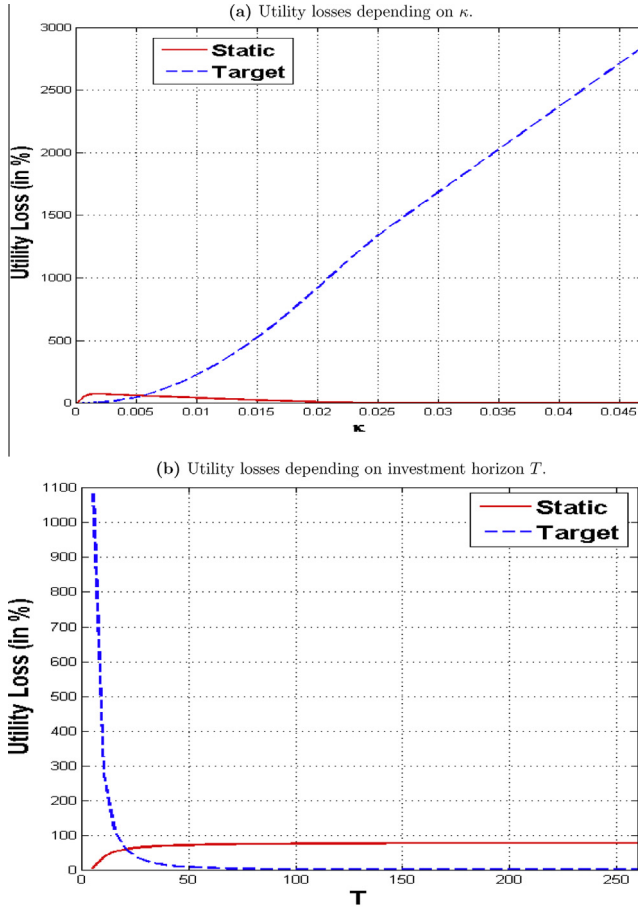 (a) Utility losses depending on κ.
3000
2500
2000
1500
1000
500
0
Utility Loss (in %)
Static
Target
0 0.005 0.01 0.015 0.02 0.025 0.03 0.035 0.04 0.045
κ
(b) Utility losses depending on investment horizon T.
1100
1000
900
800
700
600
500
400
300
200
100
0
Utility Loss (in %)
Static
Target
0 50 100 150 200 250
T